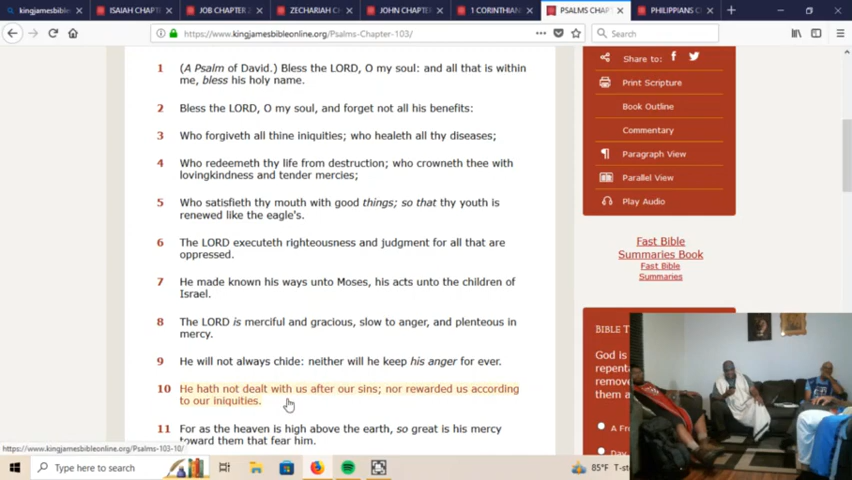 kingjamesbible
ISAIAH CHAPT
JOB CHAPTER
ZECHARIAH CH
JOHN CHAPTE
1 CORINTHIAN
PSALMS CHAP
PHILIPPIANS C
https://www.kingjamesbibleonline.org/Psalms-Chapter-103/
Search
1 (A Psalm of David.) Bless the LORD, O my soul: and all that is within
me, bless his holy name.
2 Bless the LORD, O my soul, and forget not all his benefits:
3 Who forgiveth all thine iniquities; who healeth all thy diseases;
4 Who redeemeth thy life from destruction; who crowneth thee with
lovingkindness and tender mercies;
5 Who satisfieth thy mouth with good things; so that thy youth is
renewed like the eagle's.
6 The LORD executeth righteousness and judgment for all that are
oppressed.
7 He made known his ways unto Moses, his acts unto the children of
Israel.
8 The LORD is merciful and gracious, slow to anger, and plenteous in
mercy.
9 He will not always chide: neither will he keep his anger for ever.
10 He hath not dealt with us after our sins; nor rewarded us according
to our iniquities.
11 For as the heaven is high above the earth, so great is his mercy
toward them that fear him.
Share to:
Print Scripture
Book Outline
Commentary
Paragraph View
Parallel View
Play Audio
Fast Bible
Summaries Book
Fast Bible
Summaries
BIBLE T
God is
repenta
remove
them a
A Fr
Day
https://www.kingjamesbibleonline.org/Psalms-103-10/
Type here to search
85°F T-st